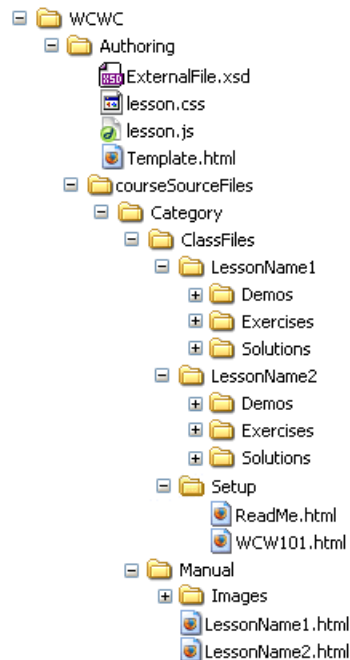 WCWC
Authoring
ExternalFile.xsd
lesson.css
lesson.js
Template.html
courseSourceFiles
Category
ClassFiles
LessonName1
Demos
Exercises
Solutions
LessonName2
Demos
Exercises
Solutions
Setup
ReadMe.html
WCW101.html
Manual
Images
LessonName1.html
LessonName2.html